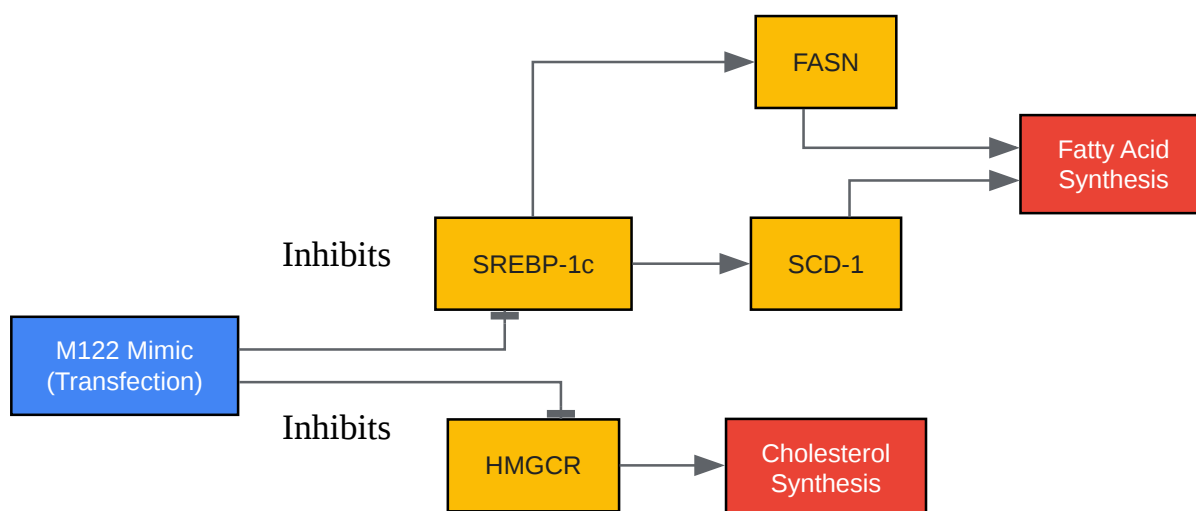 FASN
Fatty Acid
Synthesis
Inhibits
SREBP-1c
SCD-1
M122 Mimic
(Transfection)
Inhibits
HMGCR
Cholesterol
Synthesis